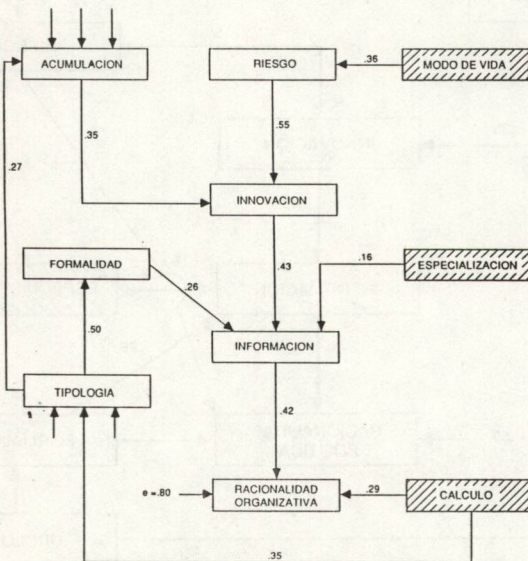 ACUMULACION
RIESGO
.36
MODO DE VIDA
.35
.55
.27
INNOVACION
FORMALIDAD
.43
.16
ESPECIALIZACION
.26
.50
INFORMACION
TIPOLOGIA
.42
e =.80
RACIONALIDAD
ORGANIZATIVA
.29
CALCULO
.35